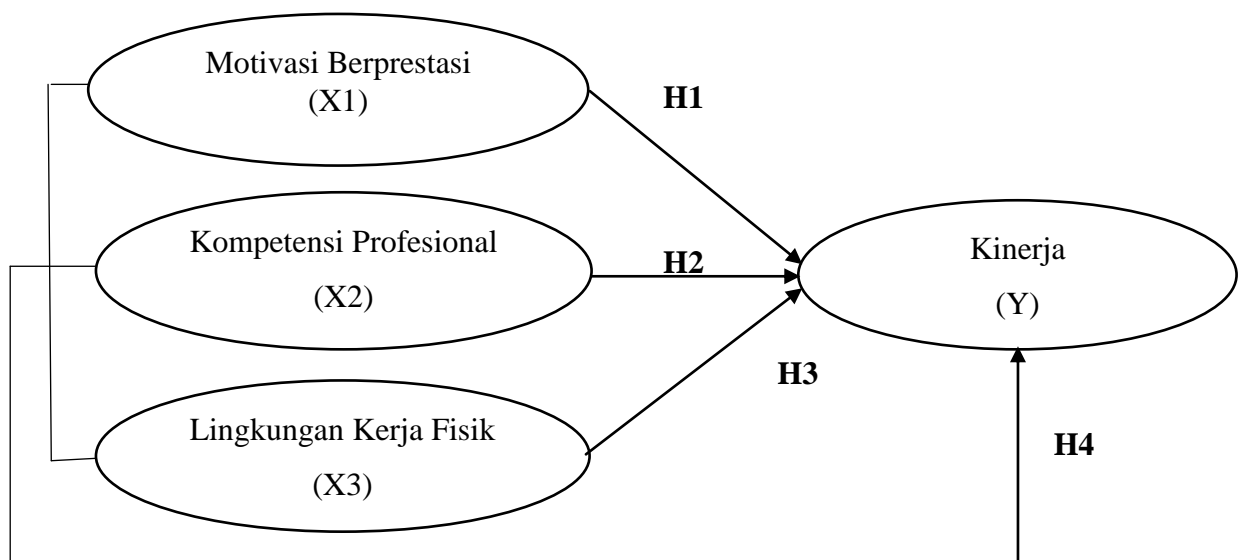 Motivasi Berprestasi
(X1)
H1
Kompetensi Profesional
(X2)
H2
Kinerja
(Y)
Lingkungan Kerja Fisik
(X3)
H3
H4